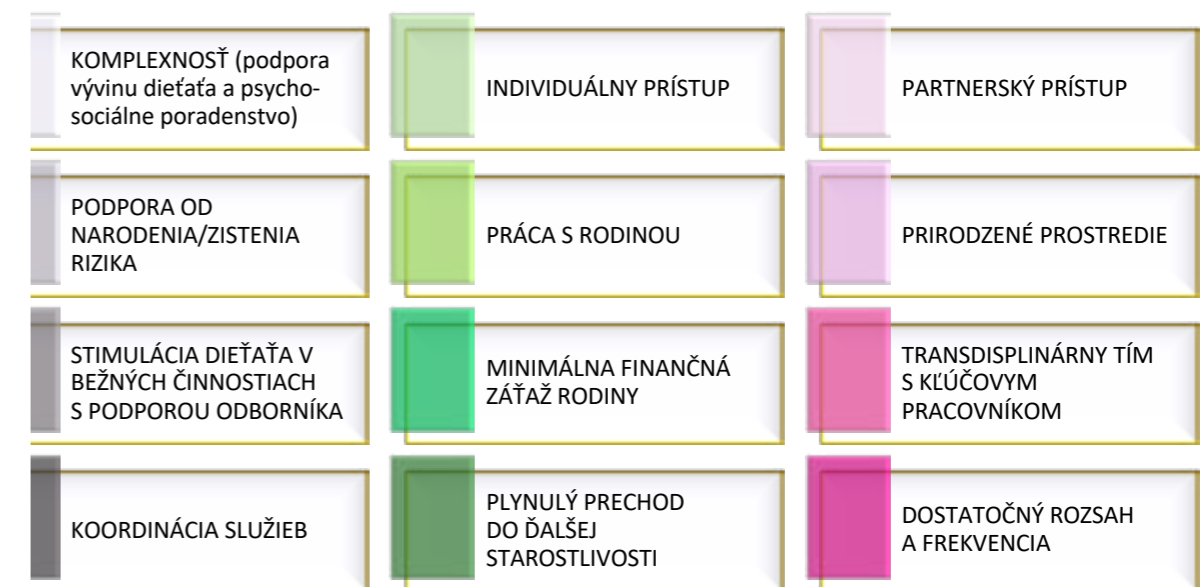 KOMPLEXNOSŤ (podpora
vývinu dieťaťa a psycho-
sociálne poradenstvo)
INDIVIDUÁLNY PRÍSTUP
PARTNERSKÝ PRÍSTUP
PODPORA OD
NARODENIA/ZISTENIA
RIZIKA
PRÁCA S RODINOU
PRIRODZENÉ PROSTREDIE
STIMULÁCIA DIEŤAŤA V
BEŽNÝCH ČINNOSTIACH
S PODPOROU ODBORNÍKA
MINIMÁLNA FINANČNÁ
ZÁŤAŽ RODINY
TRANSDISPLINÁRNY TÍM
S KĽÚČOVYM
PRACOVNÍKOM
KOORDINÁCIA SLUŽIEB
PLYNULÝ PRECHOD
DO ĎALŠEJ
STAROSTLIVOSTI
DOSTATOČNÝ ROZSAH
A FREKVENCIA